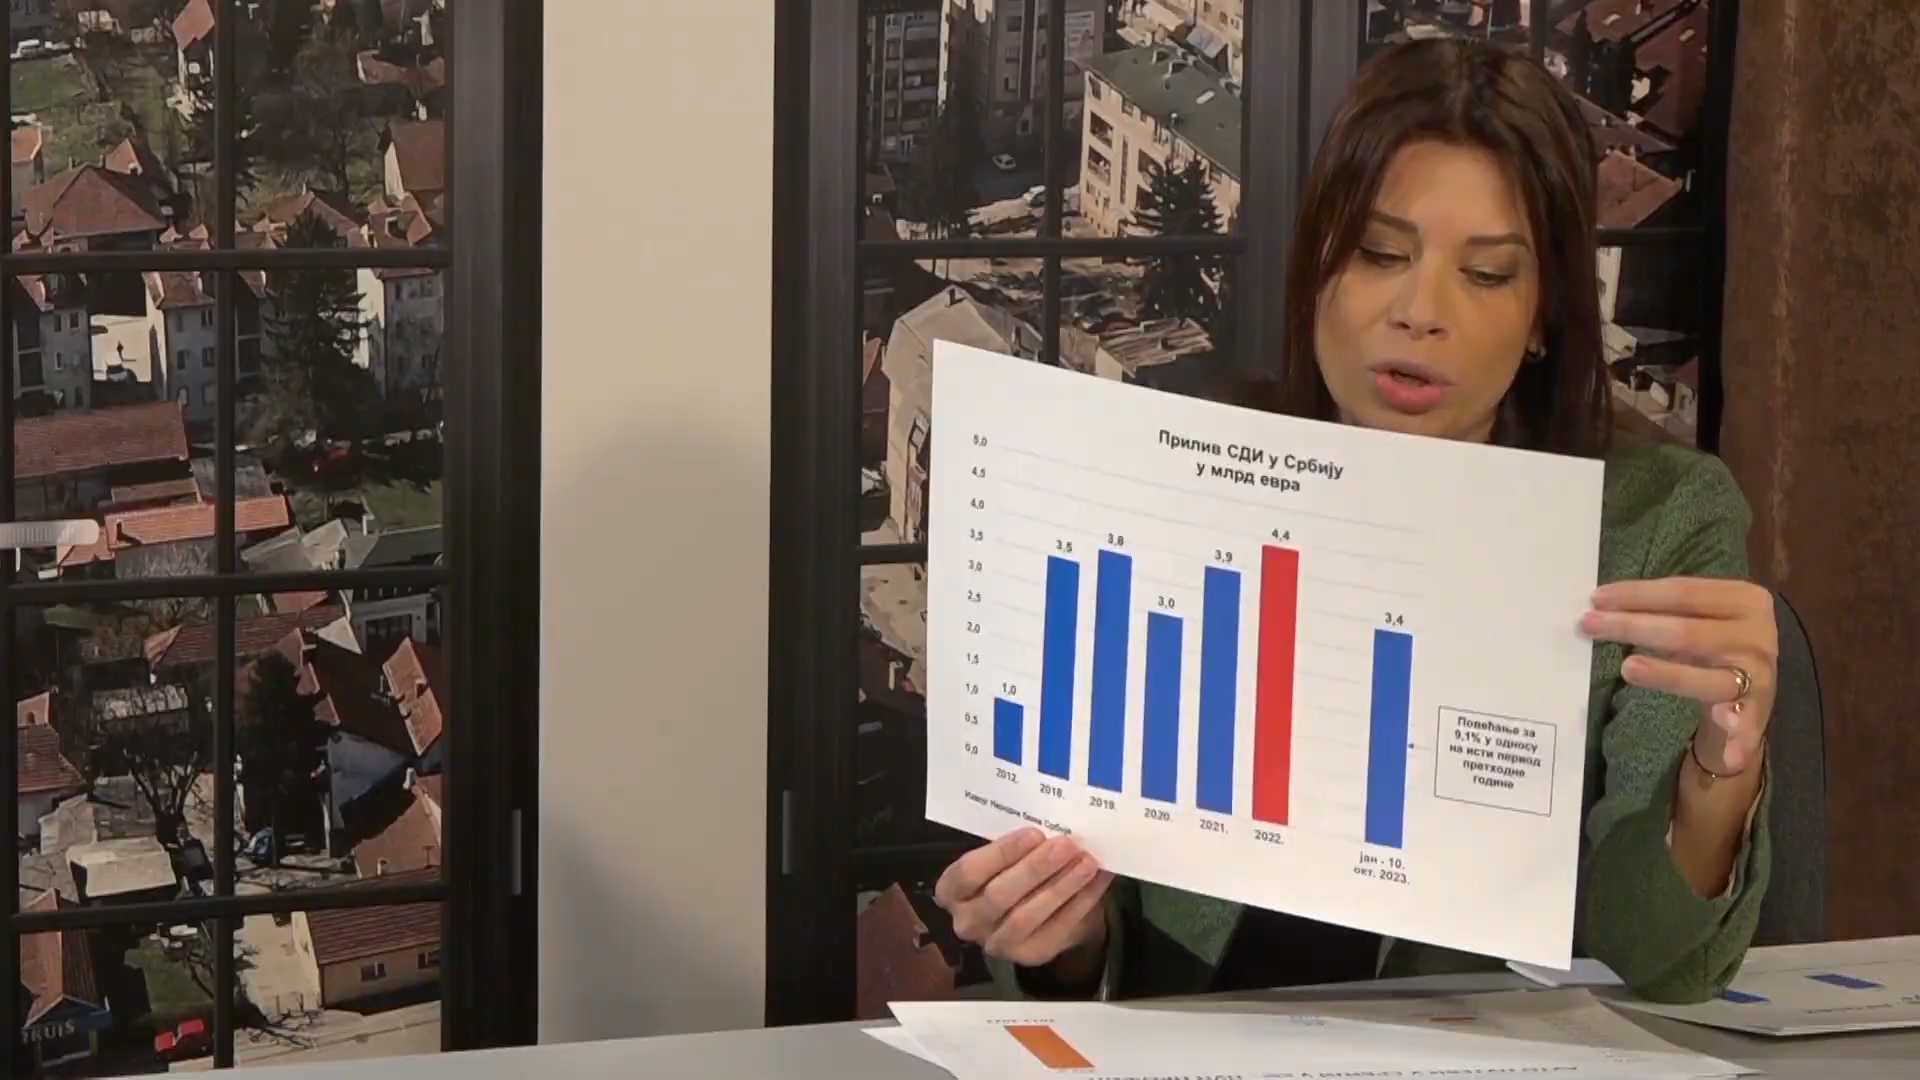 Прилив СДИ у Србију
у млрд евра
5,0
4,5
4,0
3,5
3,0
2,5
2,0
1,5
1,0
0,5
0,0
1,0
3,5
3,8
3,0
3,9
4,4
3,4
2012.
2018.
2019.
2020.
2021.
2022.
јан - 10.
окт. 2023.
Повећање за
9,1% у односу
на исти период
претходне
године
Извор: Народна банка Србије